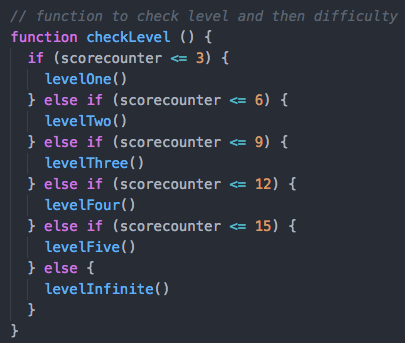 // function to check level and then difficulty
function checkLevel () {
  if (scorecounter <= 3) {
    levelOne()
  } else if (scorecounter <= 6) {
    levelTwo()
  } else if (scorecounter <= 9) {
    levelThree()
  } else if (scorecounter <= 12) {
    levelFour()
  } else if (scorecounter <= 15) {
    levelFive()
  } else {
    levelInfinite()
  }
}